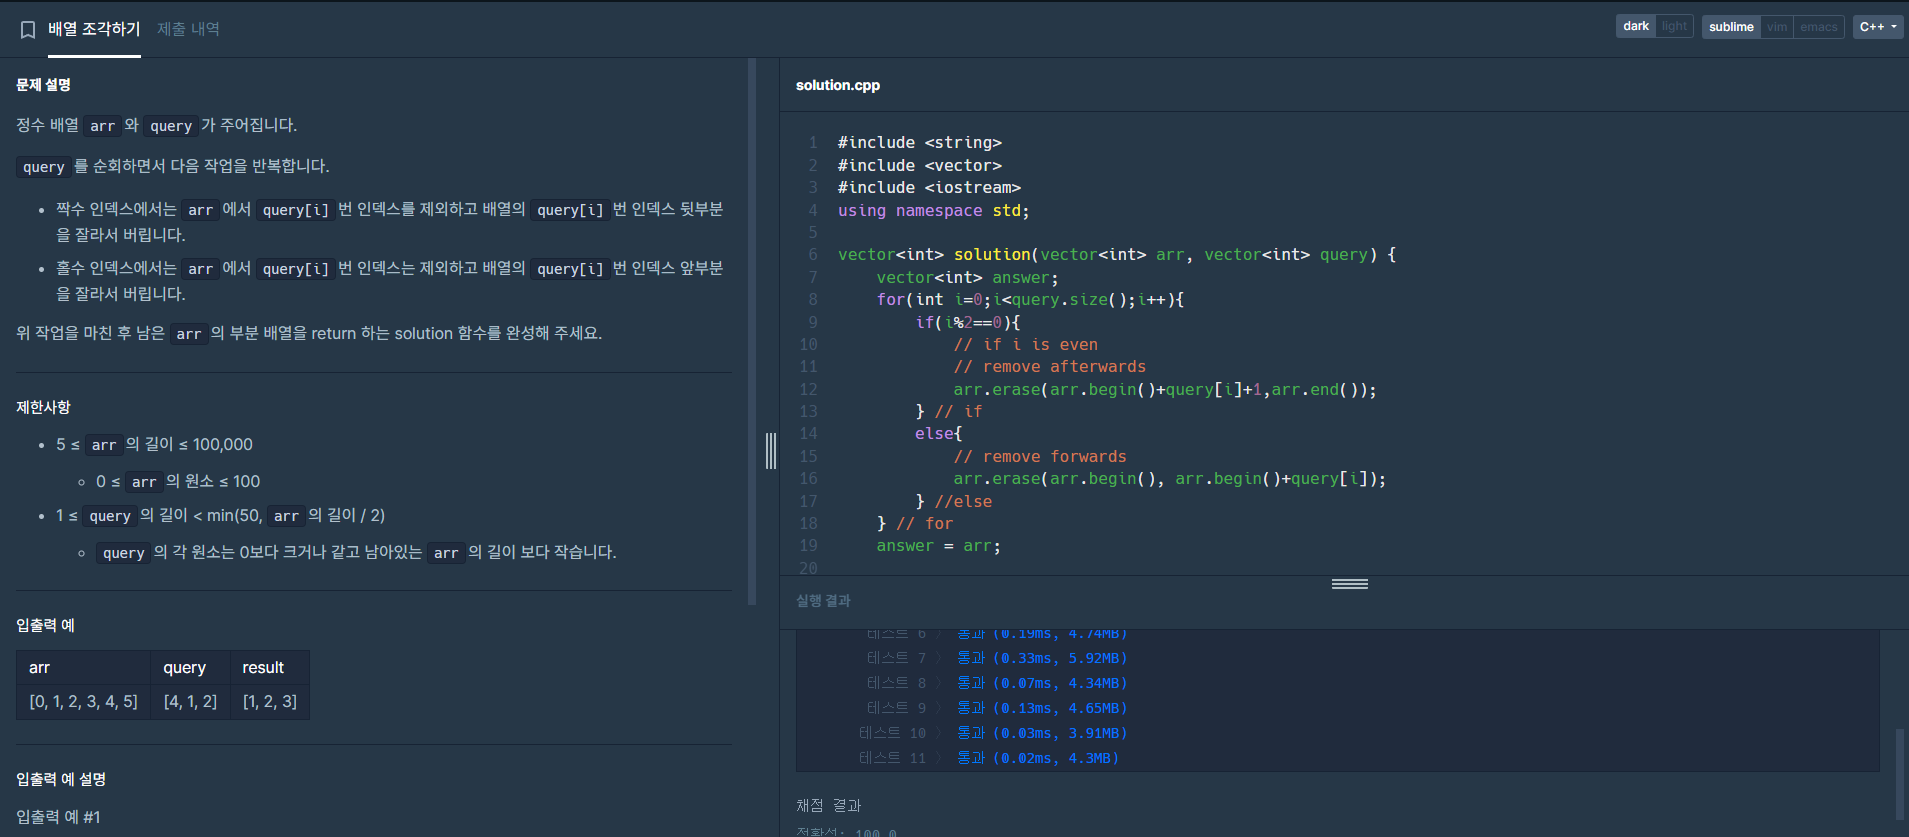 배열 조각하기 제출 내역
dark light sublime vim emacs C++
문제 설명
정수 배열 arr 와 query 가 주어집니다.
query 를 순회하면서 다음 작업을 반복합니다.
• 짝수 인덱스에서는 arr 에서 query[i] 번 인덱스를 제외하고 배열의 query[i] 번 인덱스 뒷부분
을 잘라서 버립니다.
• 홀수 인덱스에서는 arr 에서 query[i] 번 인덱스는 제외하고 배열의 query[i] 번 인덱스 앞부분
을 잘라서 버립니다.
위 작업을 마친 후 남은 arr 의 부분 배열을 return 하는 solution 함수를 완성해 주세요.
제한사항
• 5 ≤ arr 의 길이 ≤ 100,000
◦ 0 ≤ arr 의 원소 ≤ 100
• 1 ≤ query 의 길이 < min(50, arr 의 길이 / 2)
◦ query 의 각 원소는 0보다 크거나 같고 남아있는 arr 의 길이 보다 작습니다.
입출력 예
arr query result
[0, 1, 2, 3, 4, 5] [4, 1, 2] [1, 2, 3]
입출력 예 설명
입출력 예 #1
solution.cpp
1 #include <string>
2 #include <vector>
3 #include <iostream>
4 using namespace std;
5
6 vector<int> solution(vector<int> arr, vector<int> query) {
7 vector<int> answer;
8 for(int i=0;i<query.size();i++){
9 if(i%2==0){
10 // if i is even
11 // remove afterwards
12 arr.erase(arr.begin()+query[i]+1,arr.end());
13 } // if
14 else{
15 // remove forwards
16 arr.erase(arr.begin(), arr.begin()+query[i]);
17 } //else
18 } // for
19 answer = arr;
20
실행 결과
테스트 6 〉 통과 (0.19ms, 4.74MB)
테스트 7 〉 통과 (0.33ms, 5.92MB)
테스트 8 〉 통과 (0.07ms, 4.34MB)
테스트 9 〉 통과 (0.13ms, 4.65MB)
테스트 10 〉 통과 (0.03ms, 3.91MB)
테스트 11 〉 통과 (0.02ms, 4.3MB)
채점 결과
정확성: 100.0